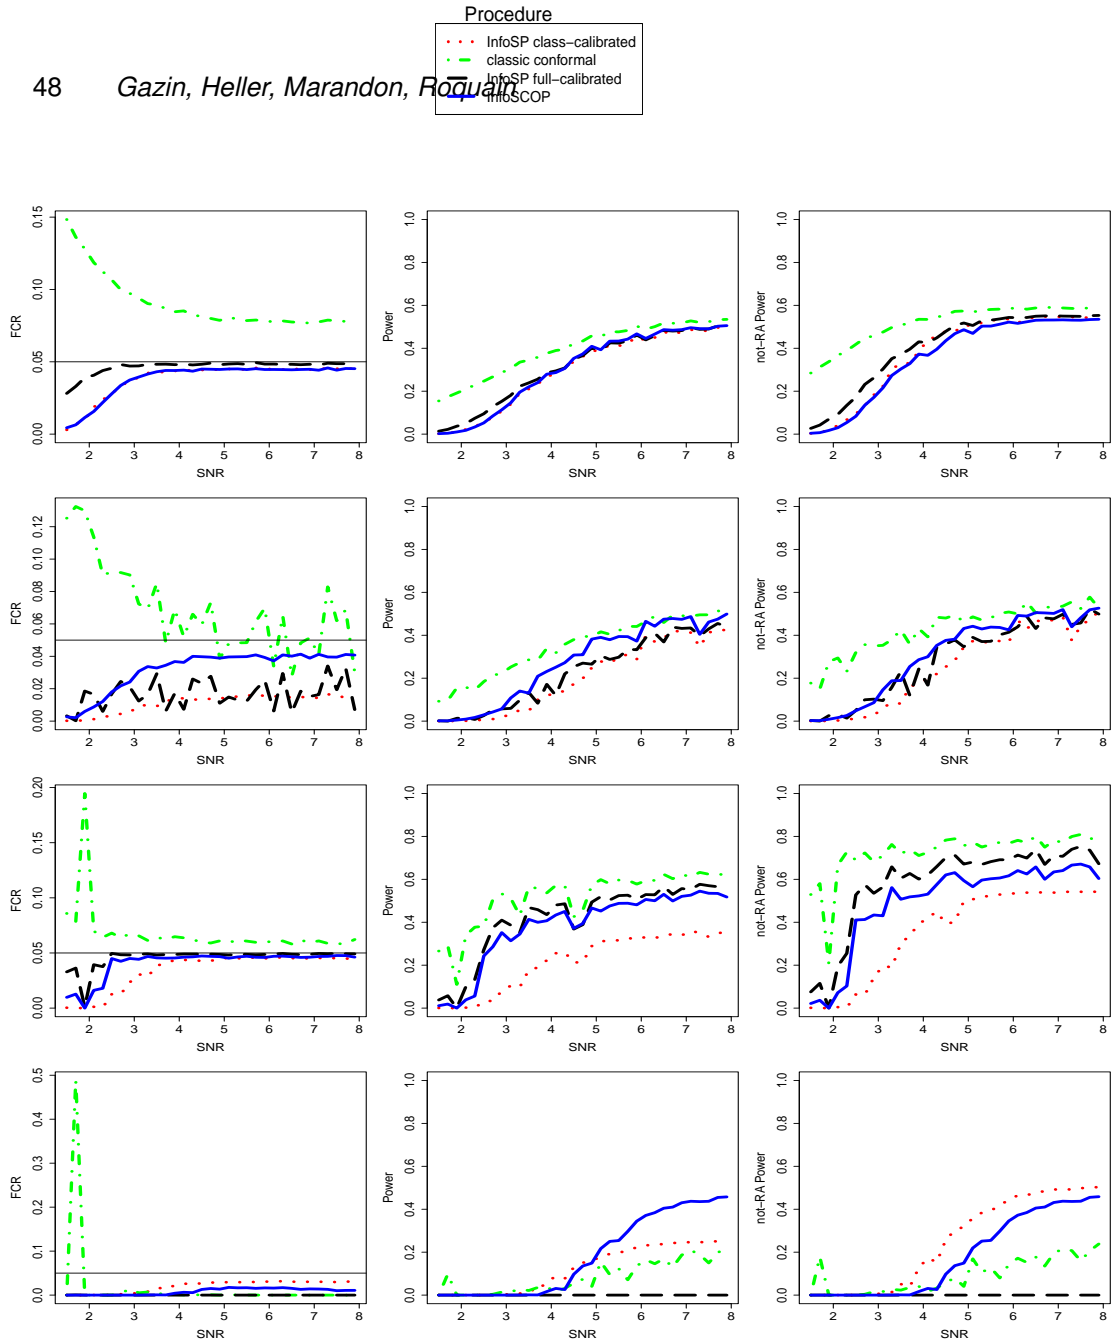 Procedure
InfoSP class-calibrated
classic conformal
InfoSP full-calibrated
InfoSCOP
48 Gazin, Heller, Marandon, Roquain
FCR
0.00 0.05 0.10 0.15
2 3 4 5 6 7 8
SNR
Power
0.0 0.2 0.4 0.6 0.8 1.0
2 3 4 5 6 7 8
SNR
not-RA Power
0.0 0.2 0.4 0.6 0.8 1.0
2 3 4 5 6 7 8
SNR
FCR
0.00 0.02 0.04 0.06 0.08 0.10 0.12
2 3 4 5 6 7 8
SNR
Power
0.0 0.2 0.4 0.6 0.8 1.0
2 3 4 5 6 7 8
SNR
not-RA Power
0.0 0.2 0.4 0.6 0.8 1.0
2 3 4 5 6 7 8
SNR
FCR
0.00 0.05 0.10 0.15 0.20
2 3 4 5 6 7 8
SNR
Power
0.0 0.2 0.4 0.6 0.8 1.0
2 3 4 5 6 7 8
SNR
not-RA Power
0.0 0.2 0.4 0.6 0.8 1.0
2 3 4 5 6 7 8
SNR
FCR
0.0 0.1 0.2 0.3 0.4 0.5
2 3 4 5 6 7 8
SNR
Power
0.0 0.2 0.4 0.6 0.8 1.0
2 3 4 5 6 7 8
SNR
not-RA Power
0.0 0.2 0.4 0.6 0.8 1.0
2 3 4 5 6 7 8
SNR